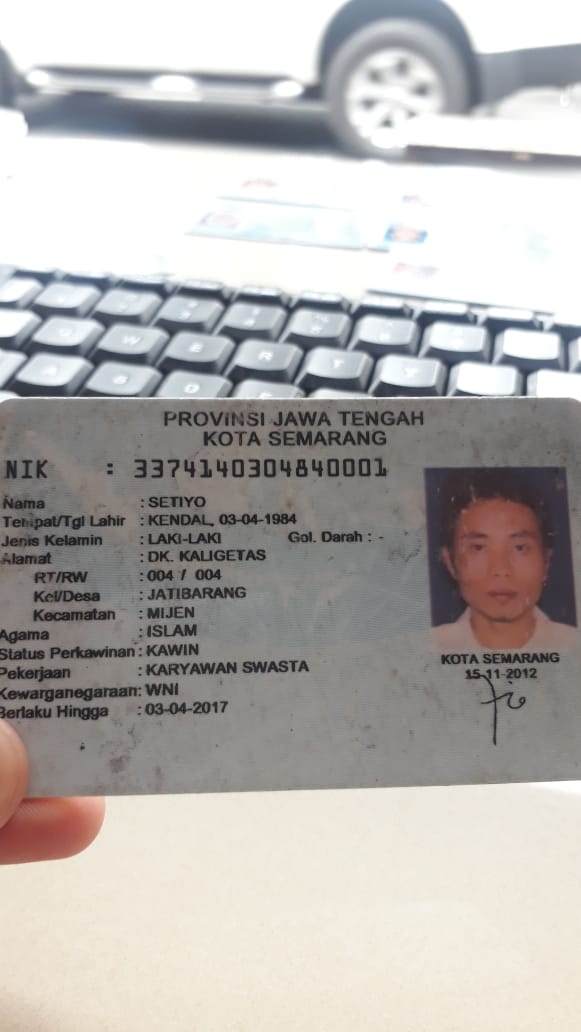 PROVINSI JAWA TENGAH
KOTA SEMARANG
NIK : 3374140304840001
Nama : SETIYO
Tempat/Tgl Lahir : KENDAL, 03-04-1984
Jenis Kelamin : LAKI-LAKI Gol. Darah : -
Alamat : DK. KALIGETAS
RT/RW : 004 / 004
Kel/Desa : JATIBARANG
Kecamatan : MIJEN
Agama : ISLAM
Status Perkawinan : KAWIN
Pekerjaan : KARYAWAN SWASTA
Kewarganegaraan: WNI
Berlaku Hingga : 03-04-2017
KOTA SEMARANG
15-11-2012